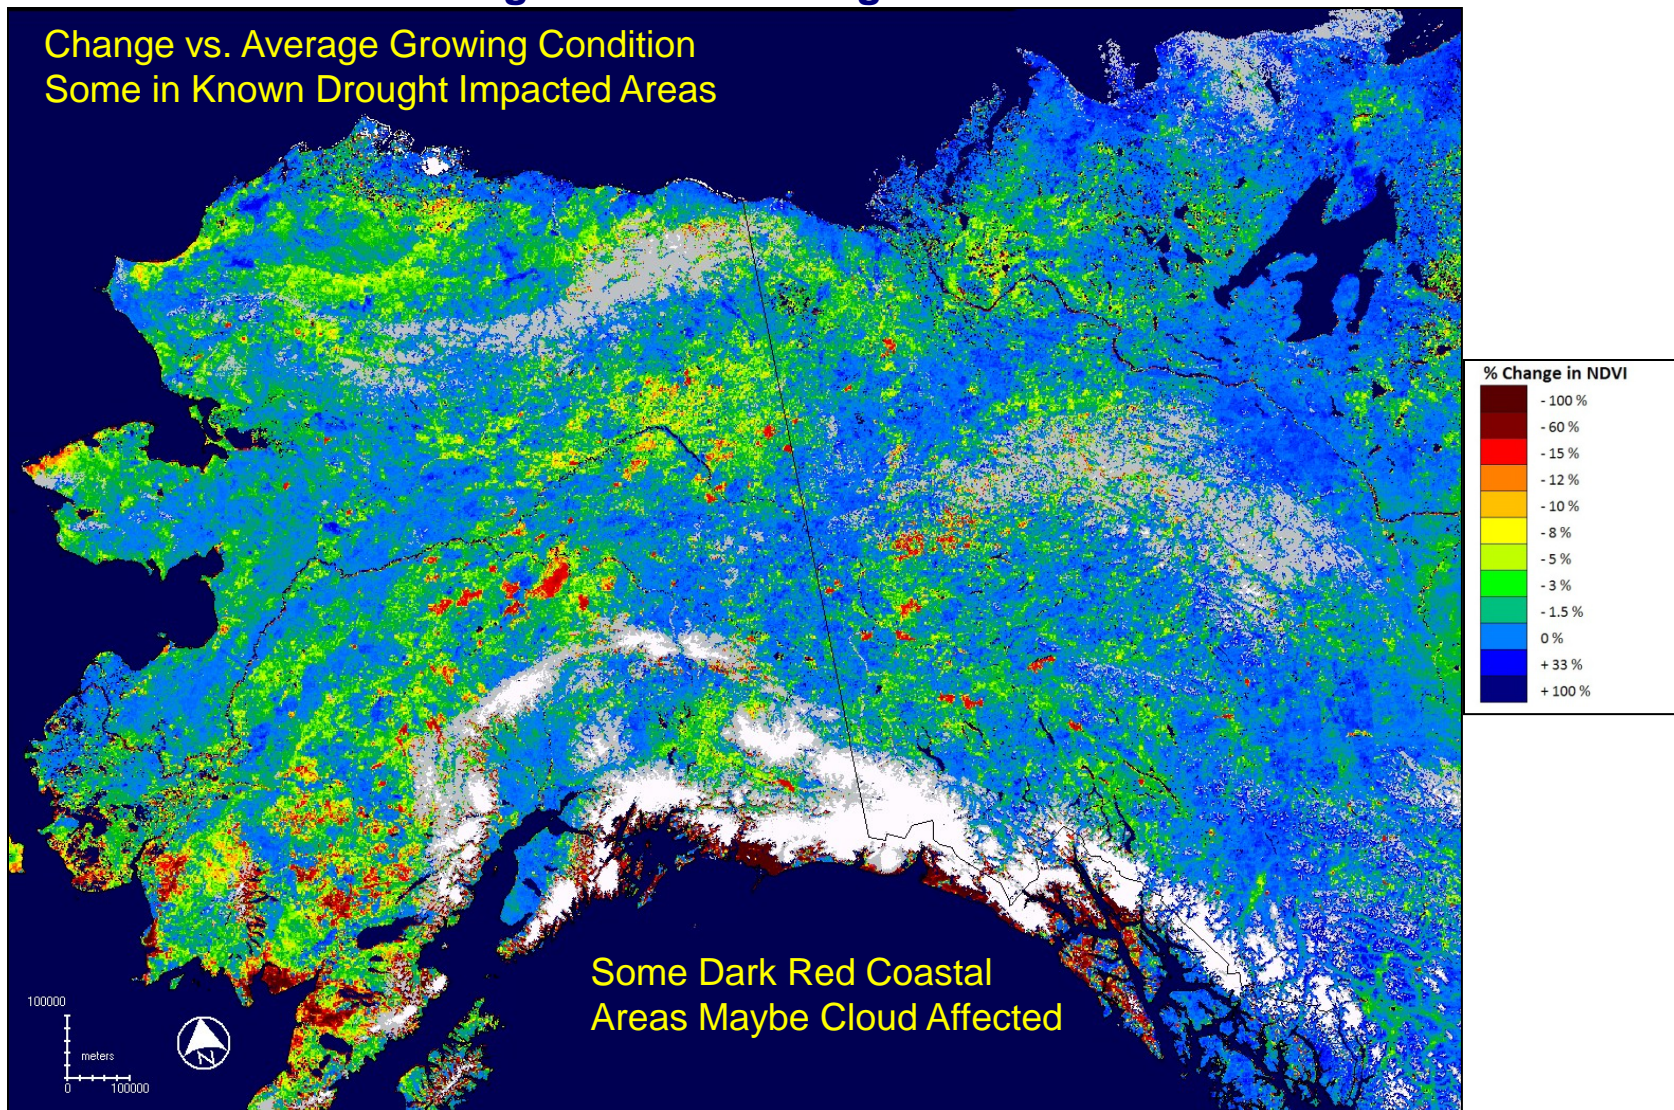 Change vs. Average Growing Condition
Some in Known Drought Impacted Areas
% Change in NDVI
- 100 %
- 60 %
- 15 %
- 12 %
- 10 %
- 8 %
- 5 %
- 3 %
- 1.5 %
0 %
+ 33 %
+ 100 %
Some Dark Red Coastal
Areas Maybe Cloud Affected
100000
meters
0 100000
N